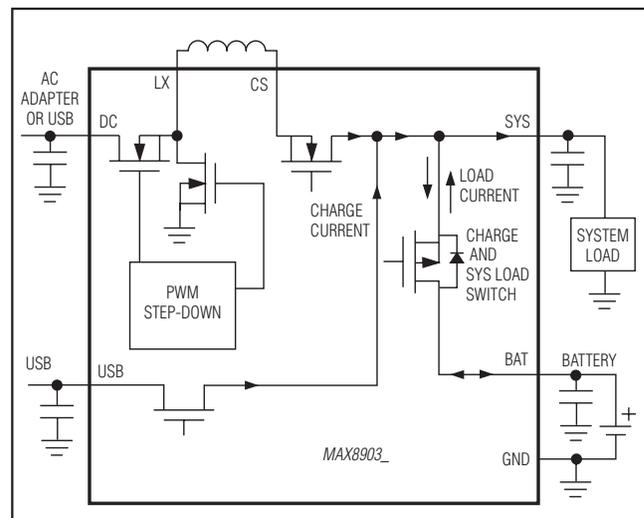 AC
ADAPTER
OR USB
LX
CS
DC
SYS
LOAD
CURRENT
CHARGE
CURRENT
CHARGE
AND
SYS LOAD
SWITCH
SYSTEM
LOAD
PWM
STEP-DOWN
USB
USB
BAT
BATTERY
+
MAX8903_
GND